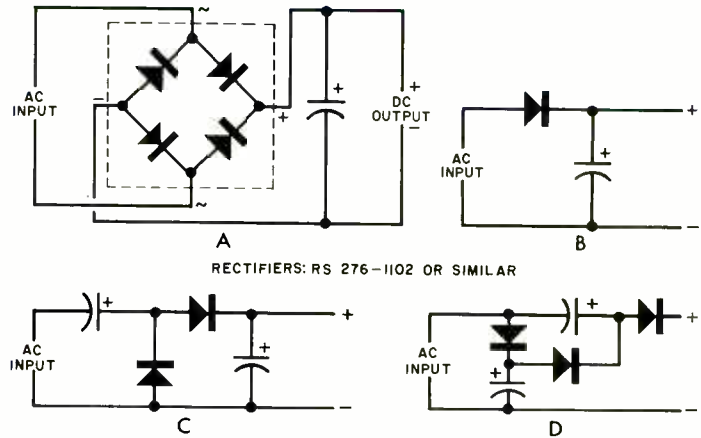 ~
AC
INPUT
−
+
+
+
DC
OUTPUT
−
~
A
AC
INPUT
+
+
−
B
RECTIFIERS: RS 276-1102 OR SIMILAR
AC
INPUT
+
+
+
−
C
AC
INPUT
+
+
+
−
D